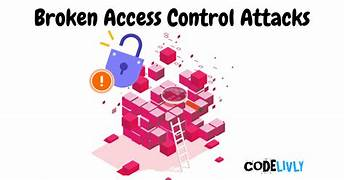 Broken Access Control Attacks
!
CODELIVLY